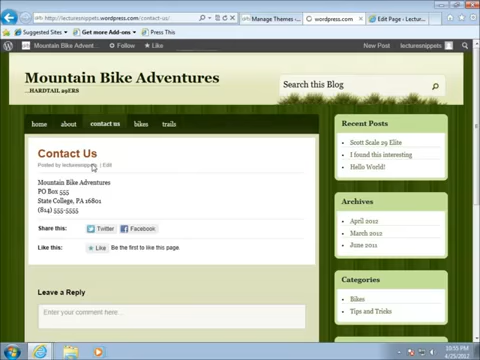 http://lecturesnippets.wordpress.com/contact-us/
Manage Themes ‹ ...
wordpress.com
Edit Page ‹ Lectur...
Suggested Sites
Get more Add-ons
Press This
Mountain Bike Advent...
Follow
Like
New Post
lecturesnippets
Mountain Bike Adventures
...HARDTAIL 29ERS
Search this Blog
home
about
contact us
bikes
trails
Contact Us
Posted by lecturesnippets | Edit
Mountain Bike Adventures
PO Box 555
State College, PA 16801
(814) 555-5555
Share this:
Twitter
Facebook
Like this:
Like
Be the first to like this page.
Leave a Reply
Enter your comment here...
Recent Posts
Scott Scale 29 Elite
I found this interesting
Hello World!
Archives
April 2012
March 2012
June 2011
Categories
Bikes
Tips and Tricks
10:55 PM
4/25/2012